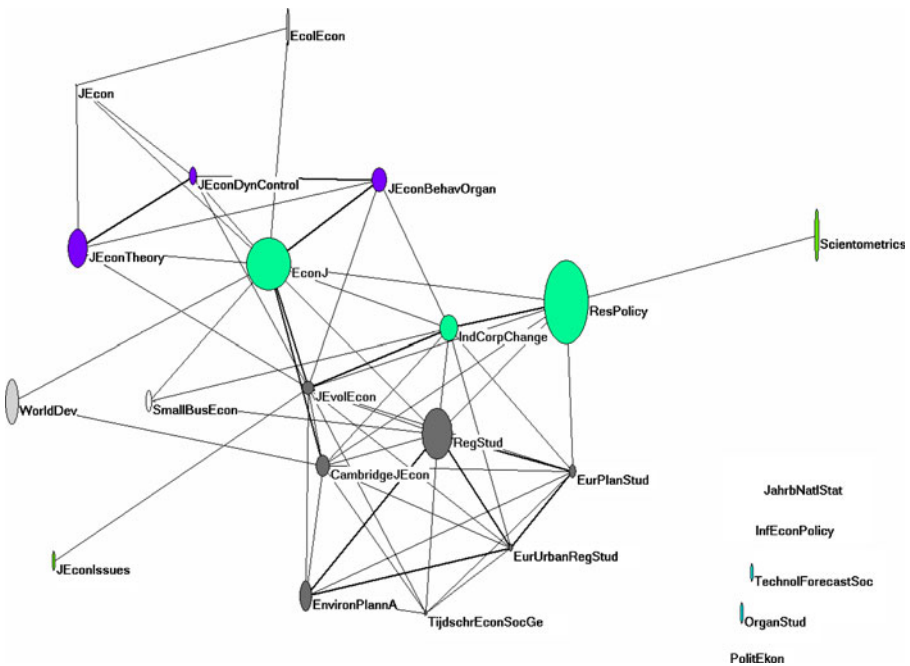 EcolEcon
JEcon
JEconDynControl
JEconBehavOrgan
Scientometrics
JEconTheory
EconJ
ResPolicy
IndCorpChange
JEvolEcon
WorldDev
SmallBusEcon
RegStud
CambridgeJEcon
EurPlanStud
JahrbNatlStat
InfEconPolicy
EurUrbanRegStud
JEconIssues
TechnolForecastSoc
EnvironPlannA
TijdschrEconSocGe
OrganStud
PolitEkon